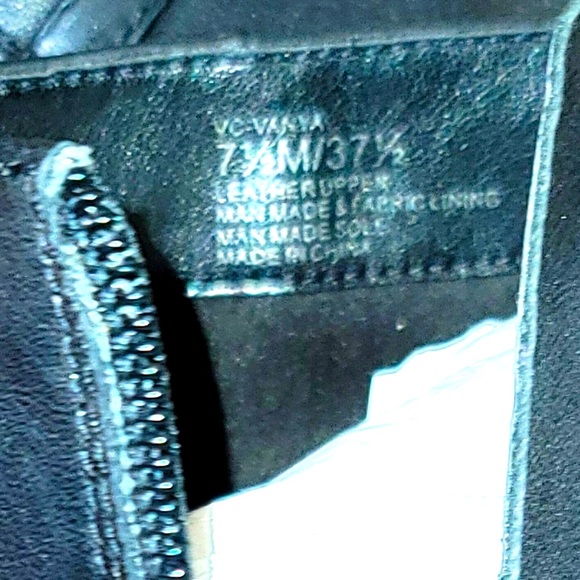 VC-VANYA
7½M/37½
LEATHER UPPER
MAN MADE & FABRIC LINING
MAN MADE SOLE
MADE IN CHINA